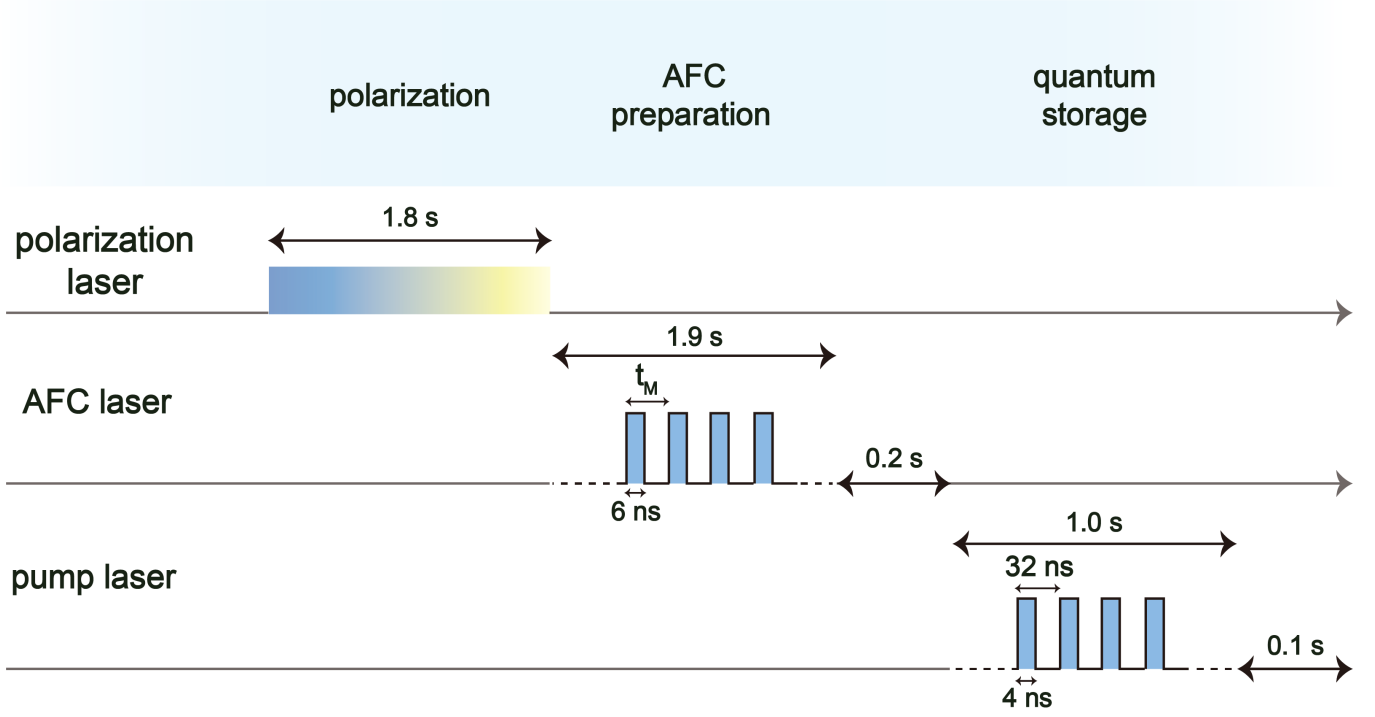 polarization
AFC
preparation
quantum
storage
polarization
laser
1.8 s
1.9 s
AFC laser
t_M
0.2 s
6 ns
pump laser
1.0 s
32 ns
0.1 s
4 ns